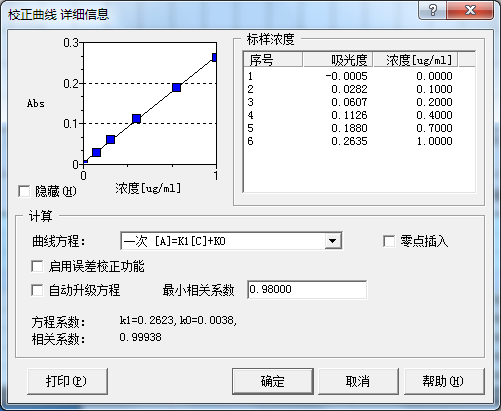 校正曲线 详细信息
标样浓度
序号 吸光度 浓度[ug/ml]
1 -0.0005 0.0000
2 0.0282 0.1000
3 0.0607 0.2000
4 0.1126 0.4000
5 0.1880 0.7000
6 0.2635 1.0000
0.3
0.2
Abs
0.1
0
0 1
浓度[ug/ml]
隐藏(H)
计算
曲线方程： 一次 [A]=K1[C]+K0 零点插入
启用误差校正功能
自动升级方程 最小相关系数 0.98000
方程系数： k1=0.2623,k0=0.0038,
相关系数： 0.99938
打印(P) 确定 取消 帮助(H)